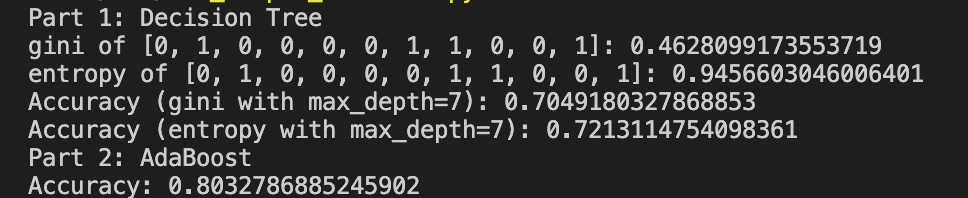 Part 1: Decision Tree
gini of [0, 1, 0, 0, 0, 0, 1, 1, 0, 0, 1]: 0.4628099173553719
entropy of [0, 1, 0, 0, 0, 0, 1, 1, 0, 0, 1]: 0.9456603046006401
Accuracy (gini with max_depth=7): 0.7049180327868853
Accuracy (entropy with max_depth=7): 0.7213114754098361
Part 2: AdaBoost
Accuracy: 0.8032786885245902